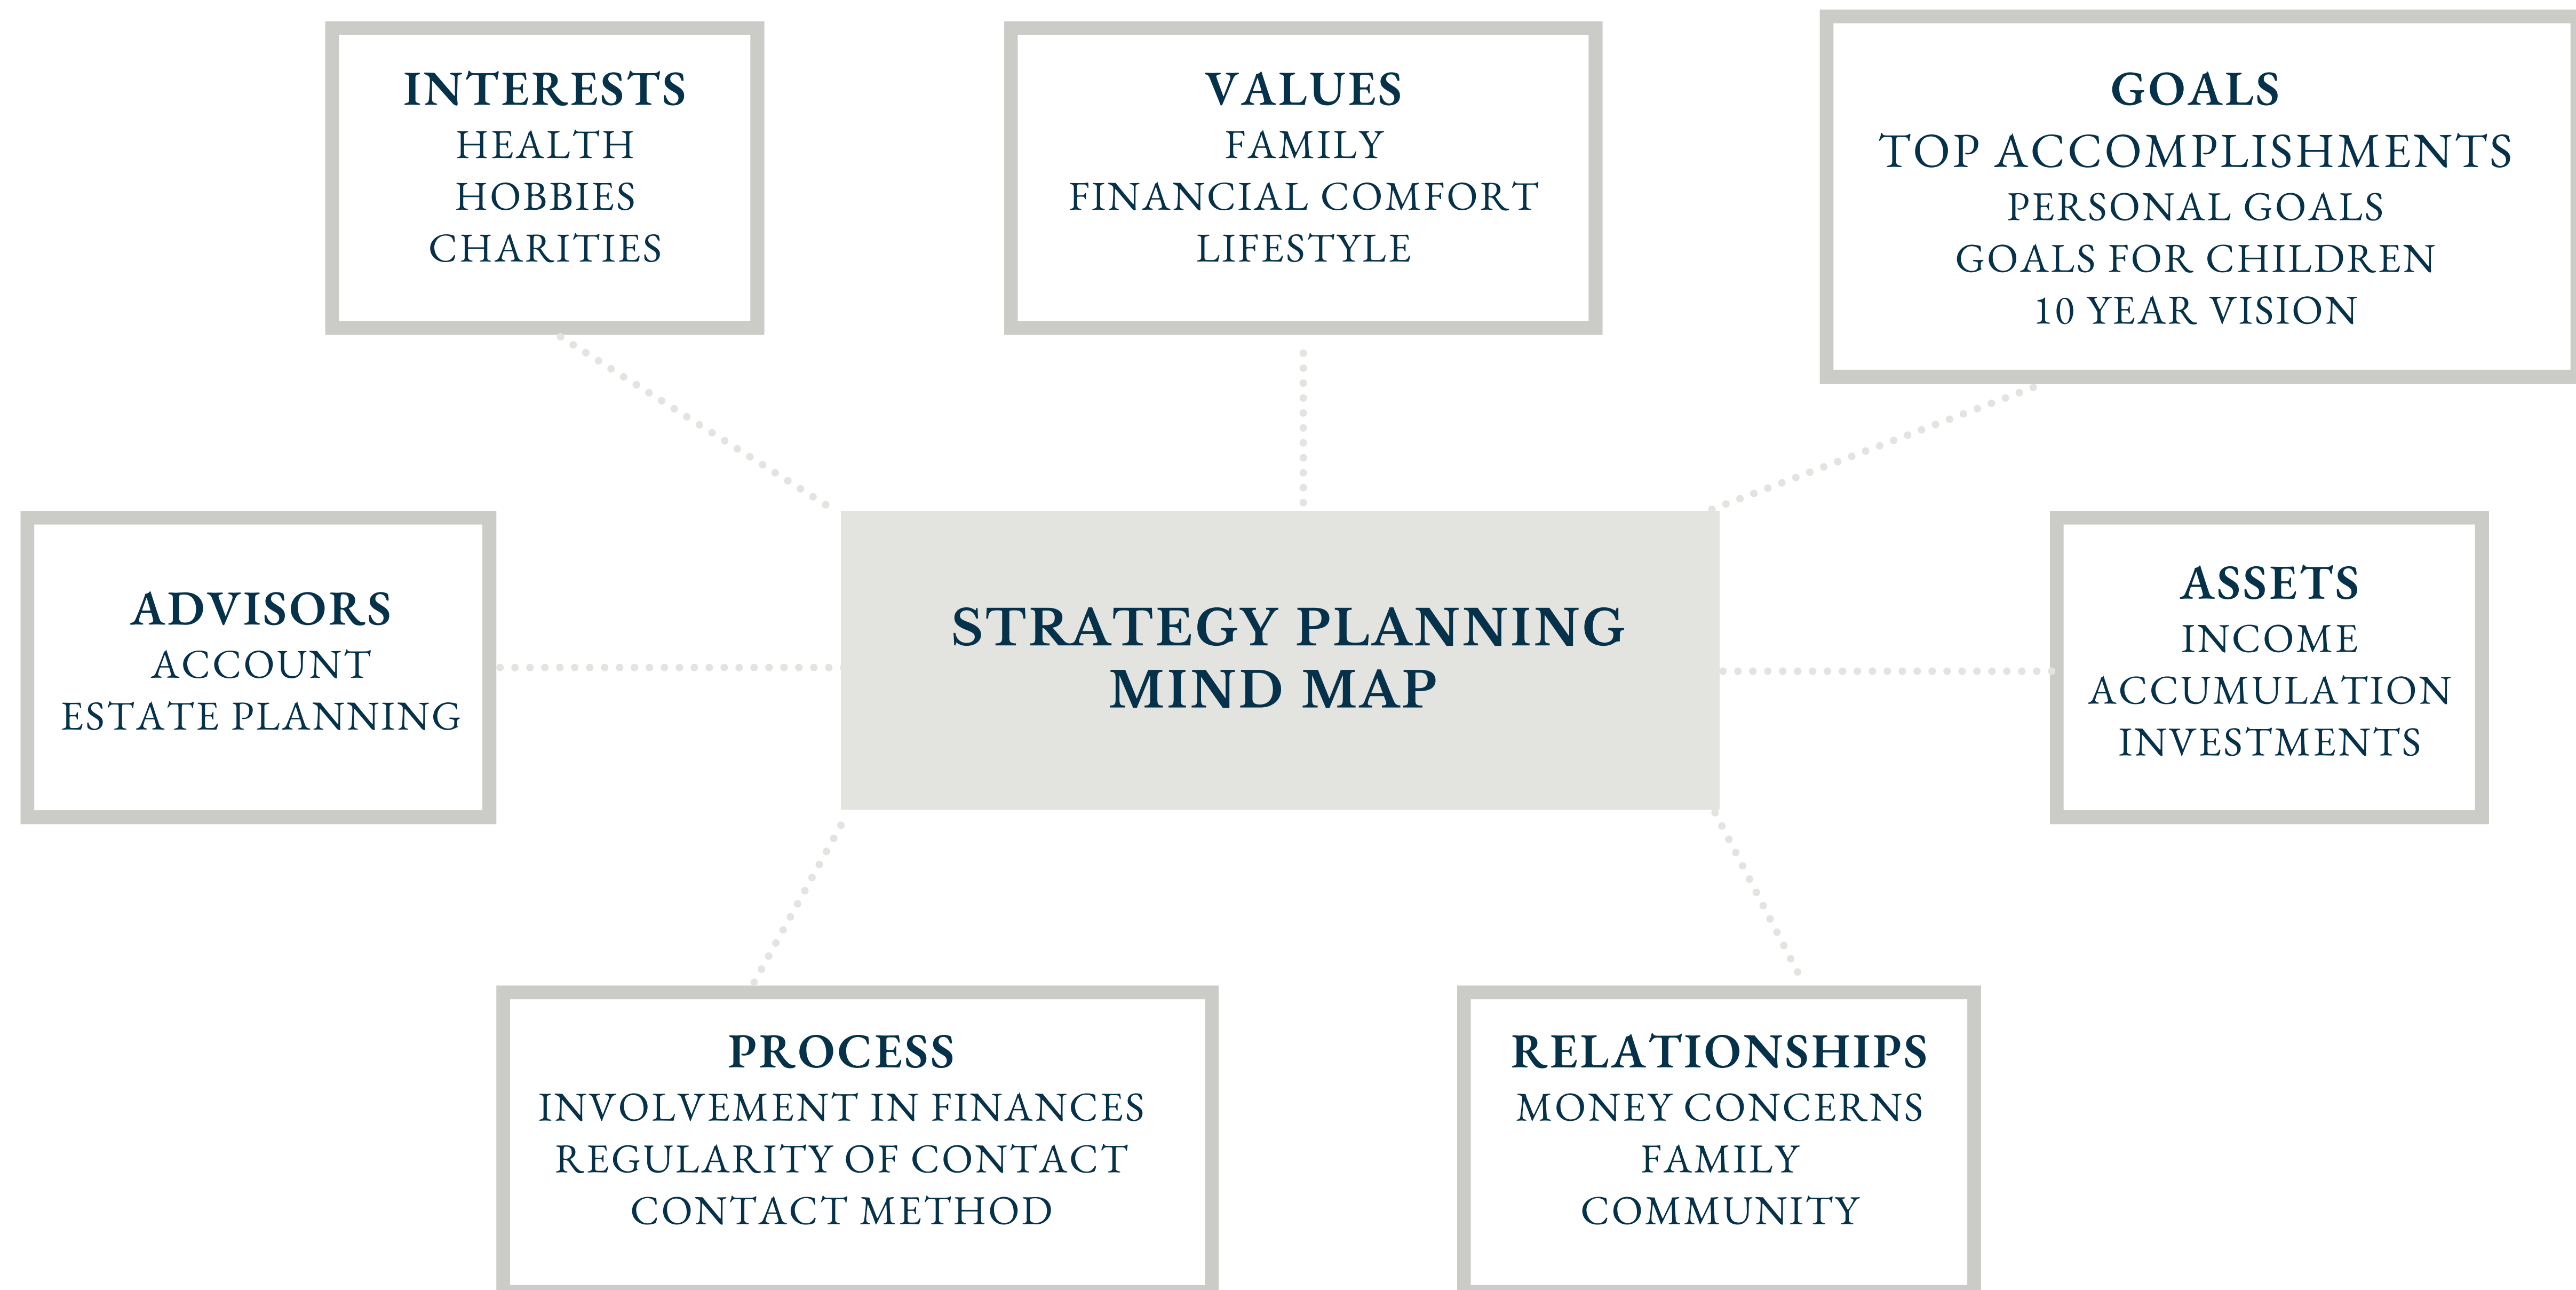 INTERESTS
HEALTH
HOBBIES
CHARITIES
VALUES
FAMILY
FINANCIAL COMFORT
LIFESTYLE
GOALS
TOP ACCOMPLISHMENTS
PERSONAL GOALS
GOALS FOR CHILDREN
10 YEAR VISION
ADVISORS
ACCOUNT
ESTATE PLANNING
STRATEGY PLANNING
MIND MAP
ASSETS
INCOME
ACCUMULATION
INVESTMENTS
PROCESS
INVOLVEMENT IN FINANCES
REGULARITY OF CONTACT
CONTACT METHOD
RELATIONSHIPS
MONEY CONCERNS
FAMILY
COMMUNITY